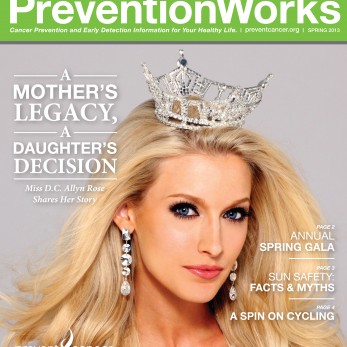 PreventionWorks
Cancer Prevention and Early Detection Information for Your Healthy Life. | preventcancer.org | SPRING 2013
A
MOTHER'S
LEGACY,
A
DAUGHTER'S
DECISION
Miss D.C. Allyn Rose
Shares Her Story
PAGE 2
ANNUAL
SPRING GALA
PAGE 3
SUN SAFETY:
FACTS & MYTHS
PAGE 4
A SPIN ON CYCLING